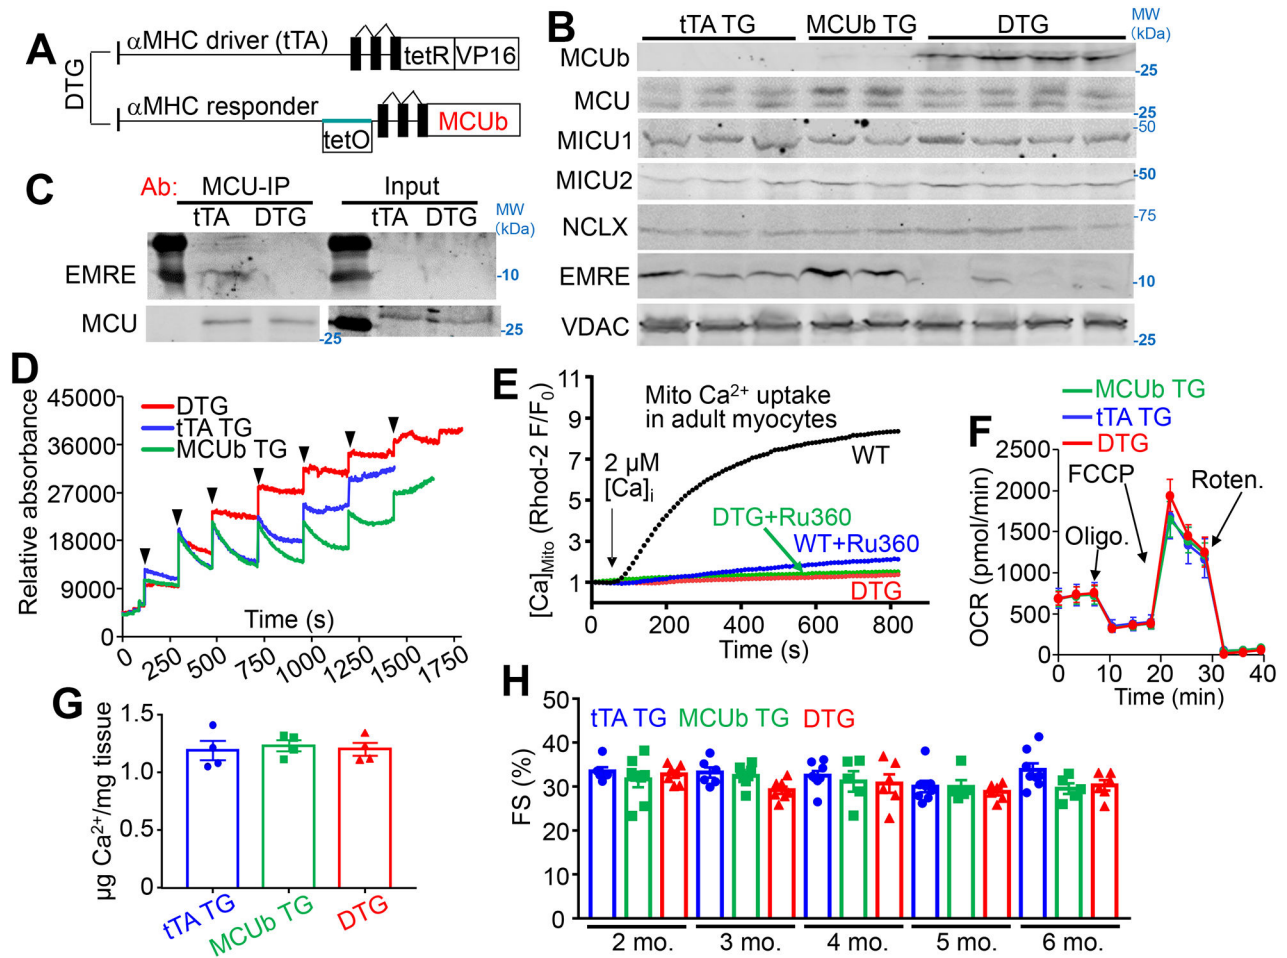 A
αMHC driver (tTA)
tetR VP16
DTG
αMHC responder
tetO
MCUb
B
tTA TG MCUb TG DTG
MW
(kDa)
MCUb
-25
MCU
-25
MICU1
-50
MICU2
-50
NCLX
-75
EMRE
-10
VDAC
-25
C
Ab: MCU-IP Input
tTA DTG tTA DTG
MW
(kDa)
EMRE
-10
MCU
-25
-25
D
Relative absorbance
45000
36000
27000
18000
9000
0
DTG
tTA TG
MCUb TG
Time (s)
0 250 500 750 1000 1250 1500 1750
E
[Ca]Mito (Rhod-2 F/F0)
11
9
7
5
3
1
Mito Ca2+ uptake
in adult myocytes
2 µM
[Ca]i
WT
DTG+Ru360
WT+Ru360
DTG
0 200 400 600 800
Time (s)
F
MCUb TG
tTA TG
DTG
OCR (pmol/min)
2500
2000
1500
1000
500
0
FCCP
Roten.
Oligo.
0 10 20 30 40
Time (min)
G
µg Ca2+/mg tissue
1.5
1.0
0.5
0
tTA TG
MCUb TG
DTG
H
FS (%)
50
40
30
20
10
0
tTA TG MCUb TG DTG
2 mo. 3 mo. 4 mo. 5 mo. 6 mo.